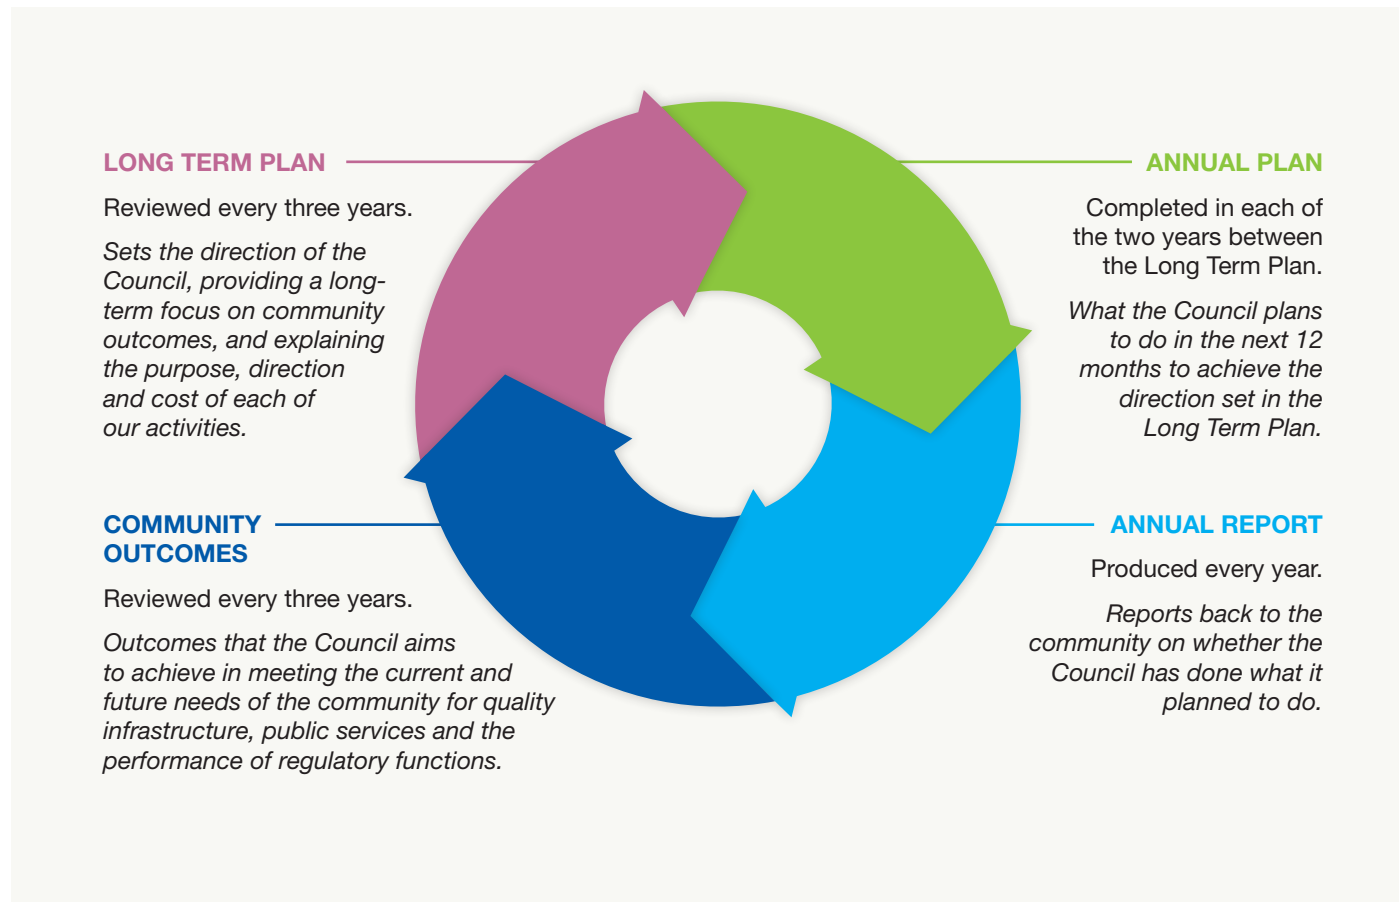 LONG TERM PLAN
Reviewed every three years.
Sets the direction of the
Council, providing a long-
term focus on community
outcomes, and explaining
the purpose, direction
and cost of each of
our activities.
ANNUAL PLAN
Completed in each of
the two years between
the Long Term Plan.
What the Council plans
to do in the next 12
months to achieve the
direction set in the
Long Term Plan.
COMMUNITY
OUTCOMES
Reviewed every three years.
Outcomes that the Council aims
to achieve in meeting the current and
future needs of the community for quality
infrastructure, public services and the
performance of regulatory functions.
ANNUAL REPORT
Produced every year.
Reports back to the
community on whether the
Council has done what it
planned to do.